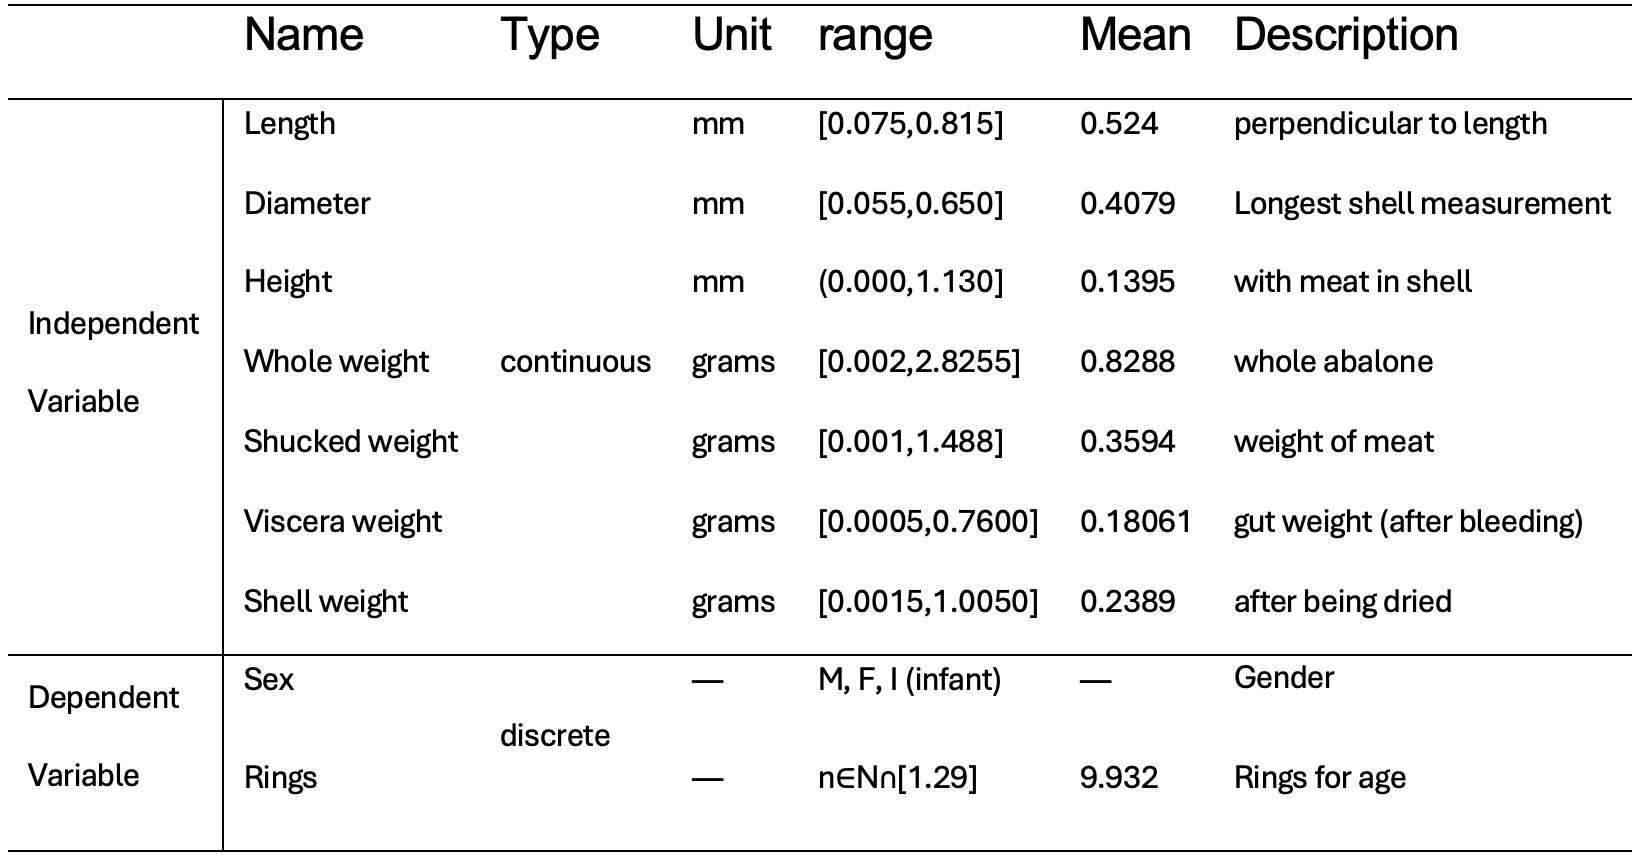 Name Type Unit range Mean Description
Length mm [0.075,0.815] 0.524 perpendicular to length
Diameter mm [0.055,0.650] 0.4079 Longest shell measurement
Height mm (0.000,1.130] 0.1395 with meat in shell
Independent
Whole weight continuous grams [0.002,2.8255] 0.8288 whole abalone
Variable
Shucked weight grams [0.001,1.488] 0.3594 weight of meat
Viscera weight grams [0.0005,0.7600] 0.18061 gut weight (after bleeding)
Shell weight grams [0.0015,1.0050] 0.2389 after being dried
Sex — M, F, I (infant) — Gender
Dependent
discrete
Variable
Rings — n∈N∩[1.29] 9.932 Rings for age